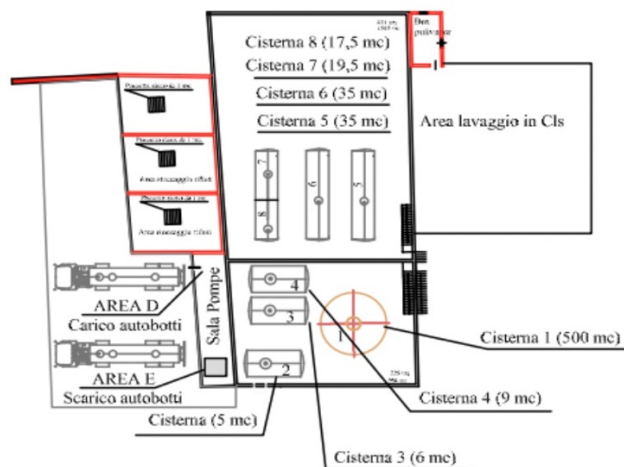 Box
Cisterna 8 (17,5 mc)
Cisterna 7 (19,5 mc)
Cisterna 6 (35 mc)
Cisterna 5 (35 mc)
Area lavaggio in Cls
Area stoccaggio rifiuti
Area stoccaggio rifiuti
7
8
6
5
4
3
2
1
Sala Pompe
AREA D
Carico autobotti
AREA E
Scarico autobotti
Cisterna 1 (500 mc)
Cisterna 4 (9 mc)
Cisterna (5 mc)
Cisterna 3 (6 mc)